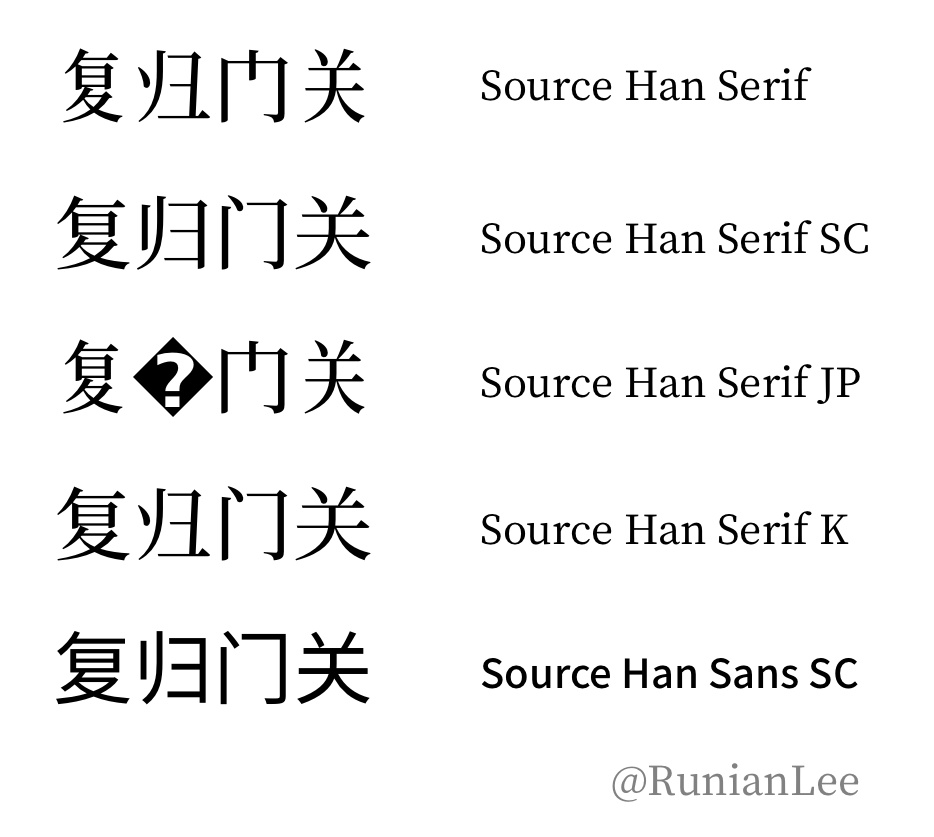 复归门关 Source Han Serif
复归门关 Source Han Serif SC
复�门关 Source Han Serif JP
复归门关 Source Han Serif K
复归门关 Source Han Sans SC
@RunianLee